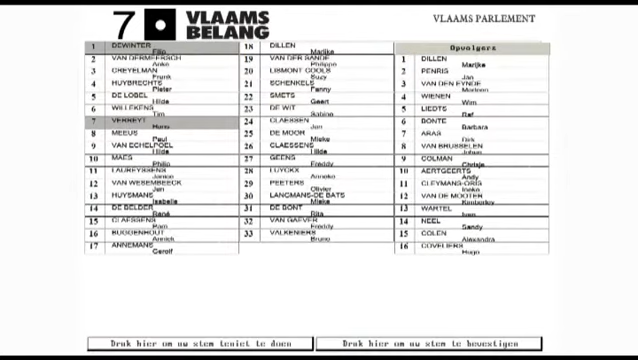 7 VLAAMS BELANG
VLAAMS PARLEMENT
1 DEWINTER Filip
2 VAN DERMEERSCH Anke
3 CREYELMAN Frank
4 HUYBRECHTS Pieter
5 DE LOBEL Hilde
6 WILLEKENS Tim
7 VERREYT Hans
8 MEEUS Paul
9 VAN ECHELPOEL Hilde
10 MAES Philip
11 LAUREYSSENS
12 VAN WESEMBEECK Jan
13 HUYSMANS Isabelle
14 DE BELDER René
15 CLAESSENS Pam
16 BUGGENHOUT Annick
17 ANNEMANS Gerolf
18 DILLEN Marijke
19 VAN DER SANDE Philippe
20 LISMONT COOLS Suzy
21 SCHENKELS Fanny
22 SMETS Geert
23 DE WIT Sabine
24 CLAESSEN Jan
25 DE MOOR Mieke
26 CLAESSENS Hilde
27 GEENS Freddy
28 LUYCKX Anneke
29 PEETERS Olivier
30 LANGMANS-DE BATS Mieke
31 DE BONT Rita
32 VAN GAEVER Freddy
33 VALKENIERS Bruno
Opvolgers
1 DILLEN Marijke
2 PENRIS Jan
3 VAN DEN EYNDE
4 WIENEN Wim
5 LIEDTS Raf
6 BONTE Barbara
7 ARAS Dirk
8 VAN BRUSSELEN Johan
9 COLMAN Christie
10 AERTGEERTS Andy
11 CLEYMANS-ORIS Ineke
12 VAN DE MOOTER Kimberley
13 WARTEL
14 NEEL Sandy
15 COLEN Alexandra
16 COVELIERS Hugo
Druk hier om uw stem teniet te doen
Druk hier om uw stem te bevestigen